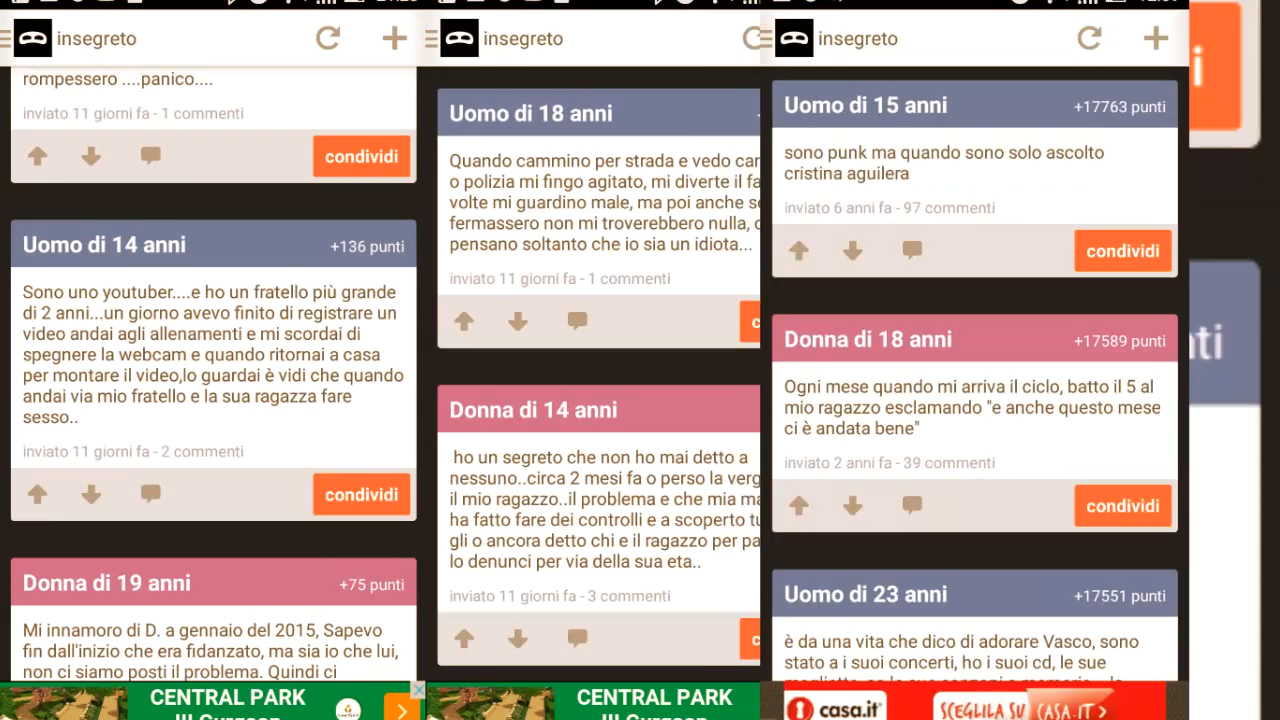 insegreto
rompessero ....panico....
inviato 11 giorni fa - 1 commenti
condividi
Uomo di 14 anni
+136 punti
Sono uno youtuber....e ho un fratello più grande
di 2 anni...un giorno avevo finito di registrare un
video andai agli allenamenti e mi scordai di
spegnere la webcam e quando ritornai a casa
per montare il video,lo guardai è vidi che quando
andai via mio fratello e la sua ragazza fare
sesso..
inviato 11 giorni fa - 2 commenti
condividi
Donna di 19 anni
+75 punti
Mi innamoro di D. a gennaio del 2015, Sapevo
fin dall'inizio che era fidanzato, ma sia io che lui,
non ci siamo posti il problema. Quindi ci
CENTRAL PARK
insegreto
Uomo di 18 anni
Quando cammino per strada e vedo car
o polizia mi fingo agitato, mi diverte il fa
volte mi guardino male, ma poi anche se
fermassero non mi troverebbero nulla,
pensano soltanto che io sia un idiota...
inviato 11 giorni fa - 1 commenti
Donna di 14 anni
ho un segreto che non ho mai detto a
nessuno..circa 2 mesi fa o perso la verg
il mio ragazzo..il problema e che mia ma
ha fatto fare dei controlli e a scoperto tu
gli o ancora detto chi e il ragazzo per pa
lo denunci per via della sua eta..
inviato 11 giorni fa - 3 commenti
CENTRAL PARK
insegreto
Uomo di 15 anni
+17763 punti
sono punk ma quando sono solo ascolto
cristina aguilera
inviato 6 anni fa - 97 commenti
condividi
Donna di 18 anni
+17589 punti
Ogni mese quando mi arriva il ciclo, batto il 5 al
mio ragazzo esclamando "e anche questo mese
ci è andata bene"
inviato 2 anni fa - 39 commenti
condividi
Uomo di 23 anni
+17551 punti
è da una vita che dico di adorare Vasco, sono
stato a i suoi concerti, ho i suoi cd, le sue
casa.it
SCEGLILA SU CASA-IT>
i
nti